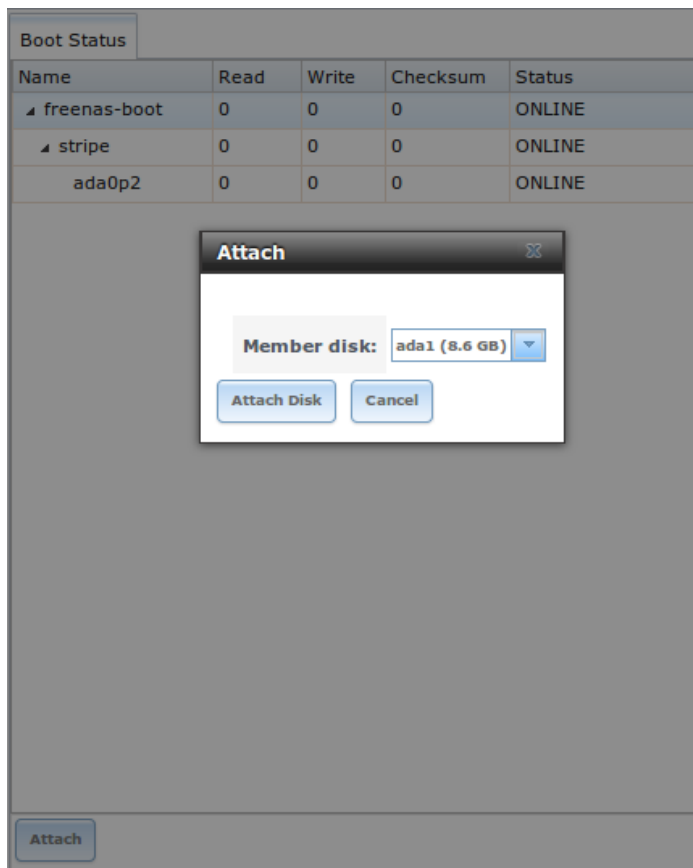 Boot Status
Name Read Write Checksum Status
freenas-boot 0 0 0 ONLINE
stripe 0 0 0 ONLINE
ada0p2 0 0 0 ONLINE
Attach
Member disk: ada1 (8.6 GB)
Attach Disk Cancel
Attach